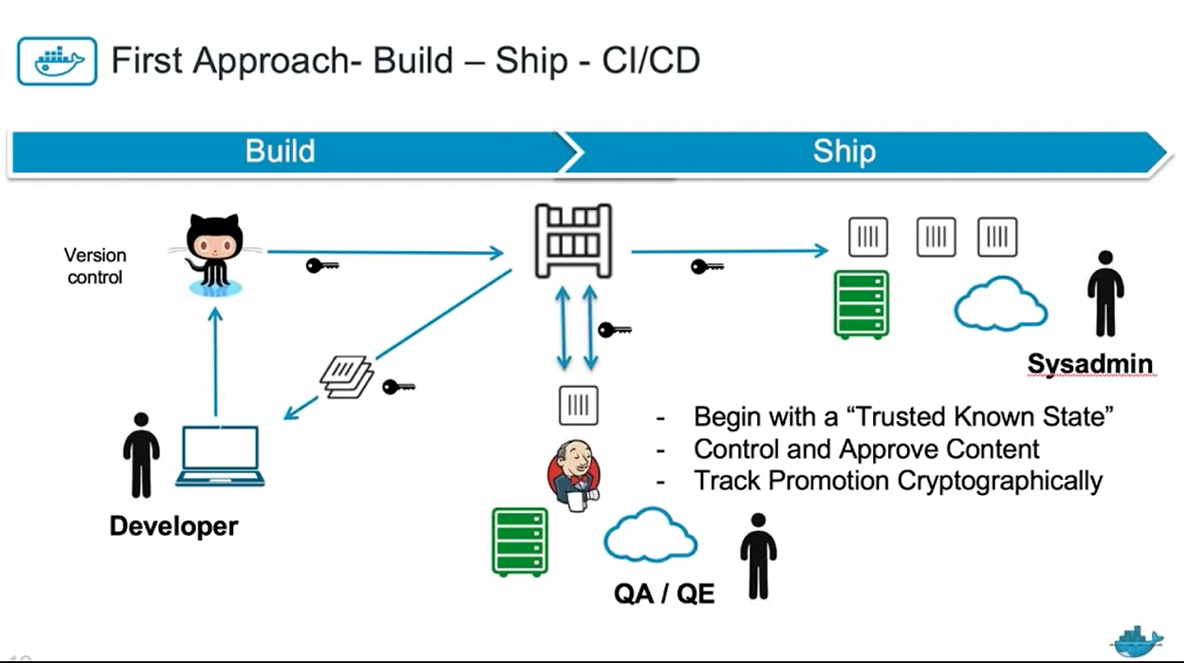 First Approach- Build – Ship - CI/CD
Build
Ship
Version
control
Sysadmin
- Begin with a “Trusted Known State”
- Control and Approve Content
- Track Promotion Cryptographically
Developer
QA / QE